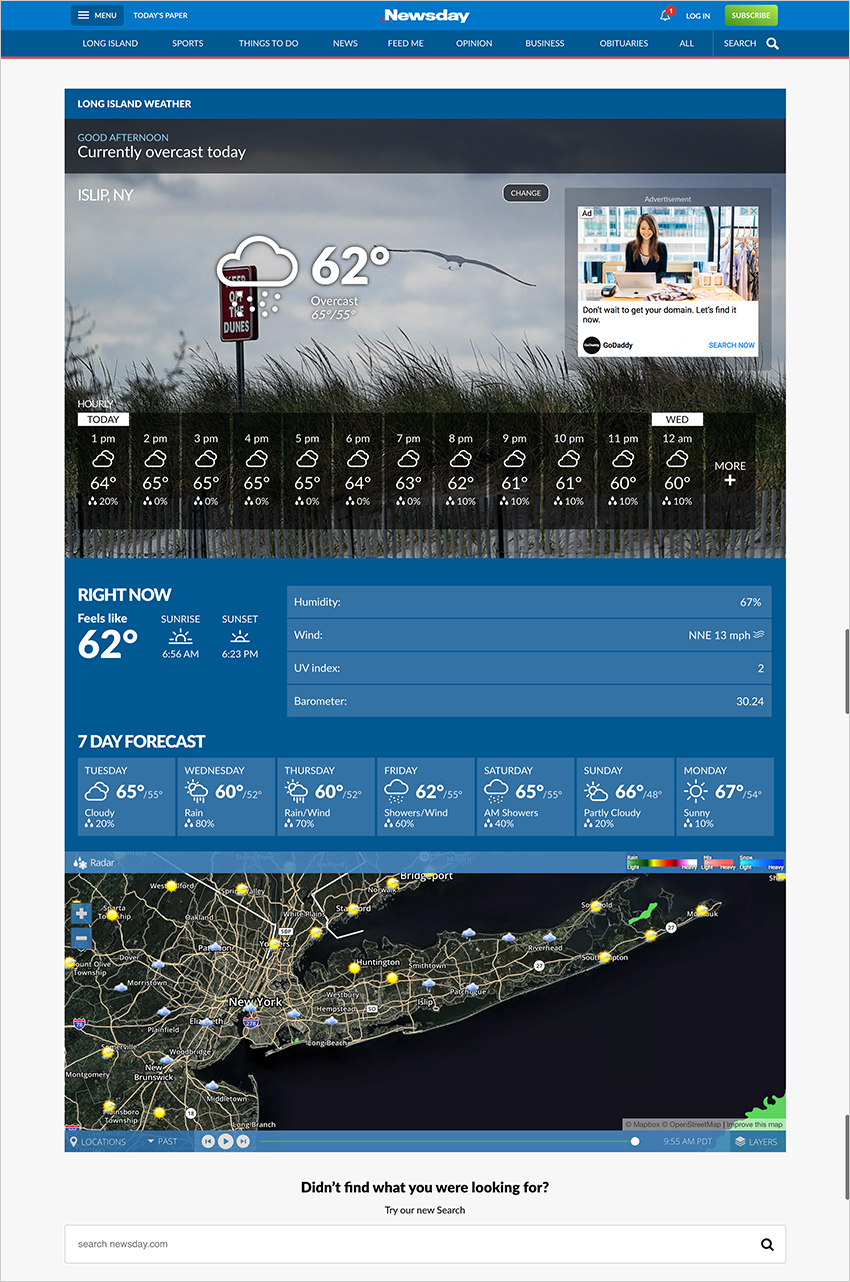 MENU TODAY'S PAPER Newsday 1 LOG IN SUBSCRIBE
LONG ISLAND SPORTS THINGS TO DO NEWS FEED ME OPINION BUSINESS OBITUARIES ALL SEARCH
LONG ISLAND WEATHER
GOOD AFTERNOON
Currently overcast today
ISLIP, NY
CHANGE
Advertisement
Ad
KEEP
OFF
THE
DUNES
62°
Overcast
65°/55°
Don't wait to get your domain. Let's find it
now.
GoDaddy SEARCH NOW
HOURLY
TODAY WED
1 pm 2 pm 3 pm 4 pm 5 pm 6 pm 7 pm 8 pm 9 pm 10 pm 11 pm 12 am
64° 65° 65° 65° 65° 64° 63° 62° 61° 61° 60° 60°
20% 0% 0% 0% 0% 0% 0% 10% 10% 10% 10% 10%
MORE
+
RIGHT NOW
Feels like
62°
SUNRISE
6:56 AM
SUNSET
6:23 PM
Humidity: 67%
Wind: NNE 13 mph
UV index: 2
Barometer: 30.24
7 DAY FORECAST
TUESDAY
65°/55°
Cloudy
20%
WEDNESDAY
60°/52°
Rain
80%
THURSDAY
60°/52°
Rain/Wind
70%
FRIDAY
62°/55°
Showers/Wind
60%
SATURDAY
65°/55°
AM Showers
40%
SUNDAY
66°/48°
Partly Cloudy
20%
MONDAY
67°/54°
Sunny
10%
Radar
Rain Mix Snow
Light Heavy Light Heavy Light Heavy
Bridgeport
Norwalk
Stamford
White Plains
Oakland
Sparta
Township
SBP
Yonkers
Dover
Township
Morristown
Huntington
Smithtown
Riverhead
Southampton
Montauk
27
27
Westbury
Patchogue
New York
Hempstead
SO
Islip
Elizabeth
278
78
Plainfield
Long Beach
Somerville
Woodbridge
New
Brunswick
Montgomery
Middletown
Plainsboro
Township
18
Long Branch
© Mapbox © OpenStreetMap | Improve this map
LOCATIONS PAST 9:55 AM PDT LAYERS
Didn't find what you were looking for?
Try our new Search
search newsday.com